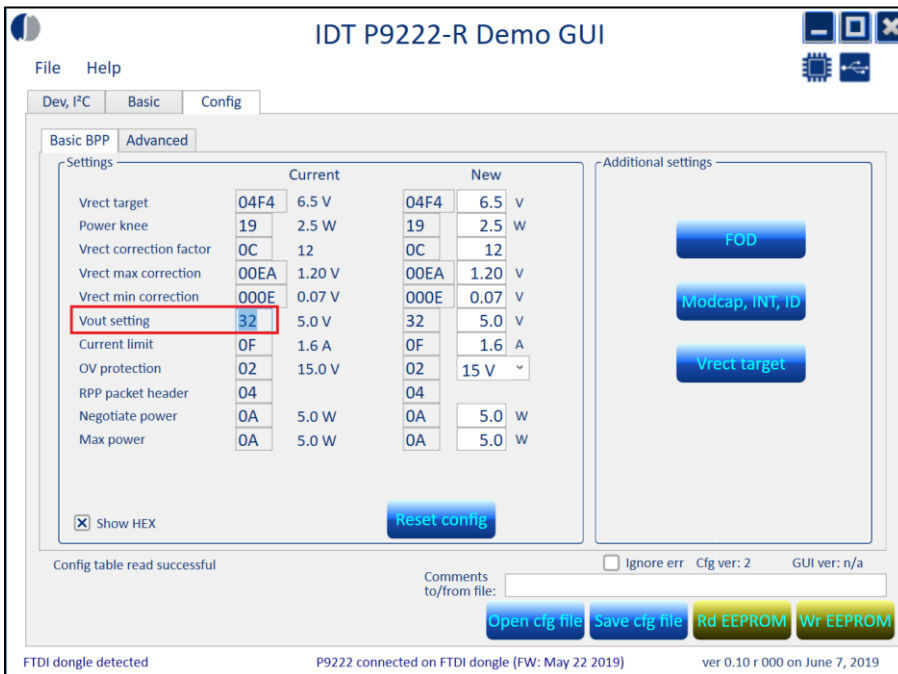 IDT P9222-R Demo GUI
File Help
Dev, I²C Basic Config
Basic BPP Advanced
Settings
Current New
Vrect target 04F4 6.5 V 04F4 6.5 V
Power knee 19 2.5 W 19 2.5 W
Vrect correction factor 0C 12 0C 12
Vrect max correction 00EA 1.20 V 00EA 1.20 V
Vrect min correction 000E 0.07 V 000E 0.07 V
Vout setting 32 5.0 V 32 5.0 V
Current limit 0F 1.6 A 0F 1.6 A
OV protection 02 15.0 V 02 15 V
RPP packet header 04 04
Negotiate power 0A 5.0 W 0A 5.0 W
Max power 0A 5.0 W 0A 5.0 W
Show HEX
Reset config
Additional settings
FOD
Modcap, INT, ID
Vrect target
Config table read successful
Ignore err Cfg ver: 2 GUI ver: n/a
Comments
to/from file:
Open cfg file Save cfg file Rd EEPROM Wr EEPROM
FTDI dongle detected P9222 connected on FTDI dongle (FW: May 22 2019) ver 0.10 r 000 on June 7, 2019